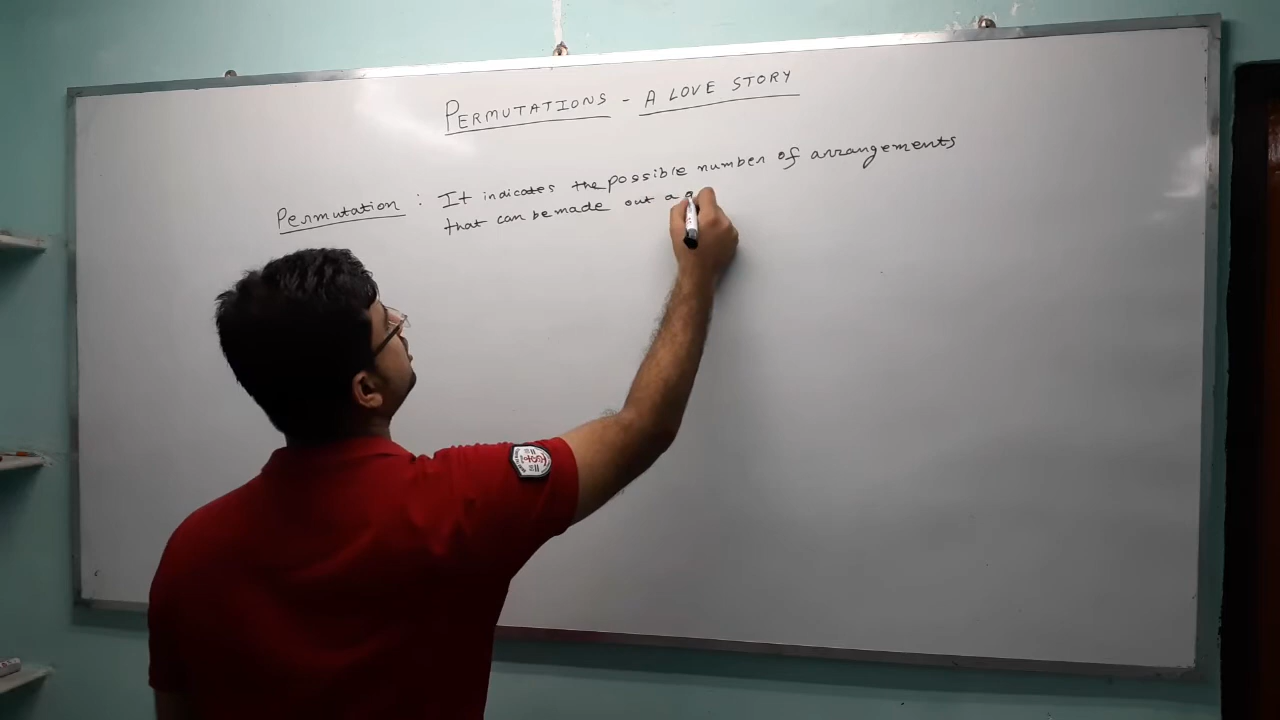 PERMUTATIONS - A LOVE STORY
Permutation : It indicates the possible number of arrangements
that can be made out a